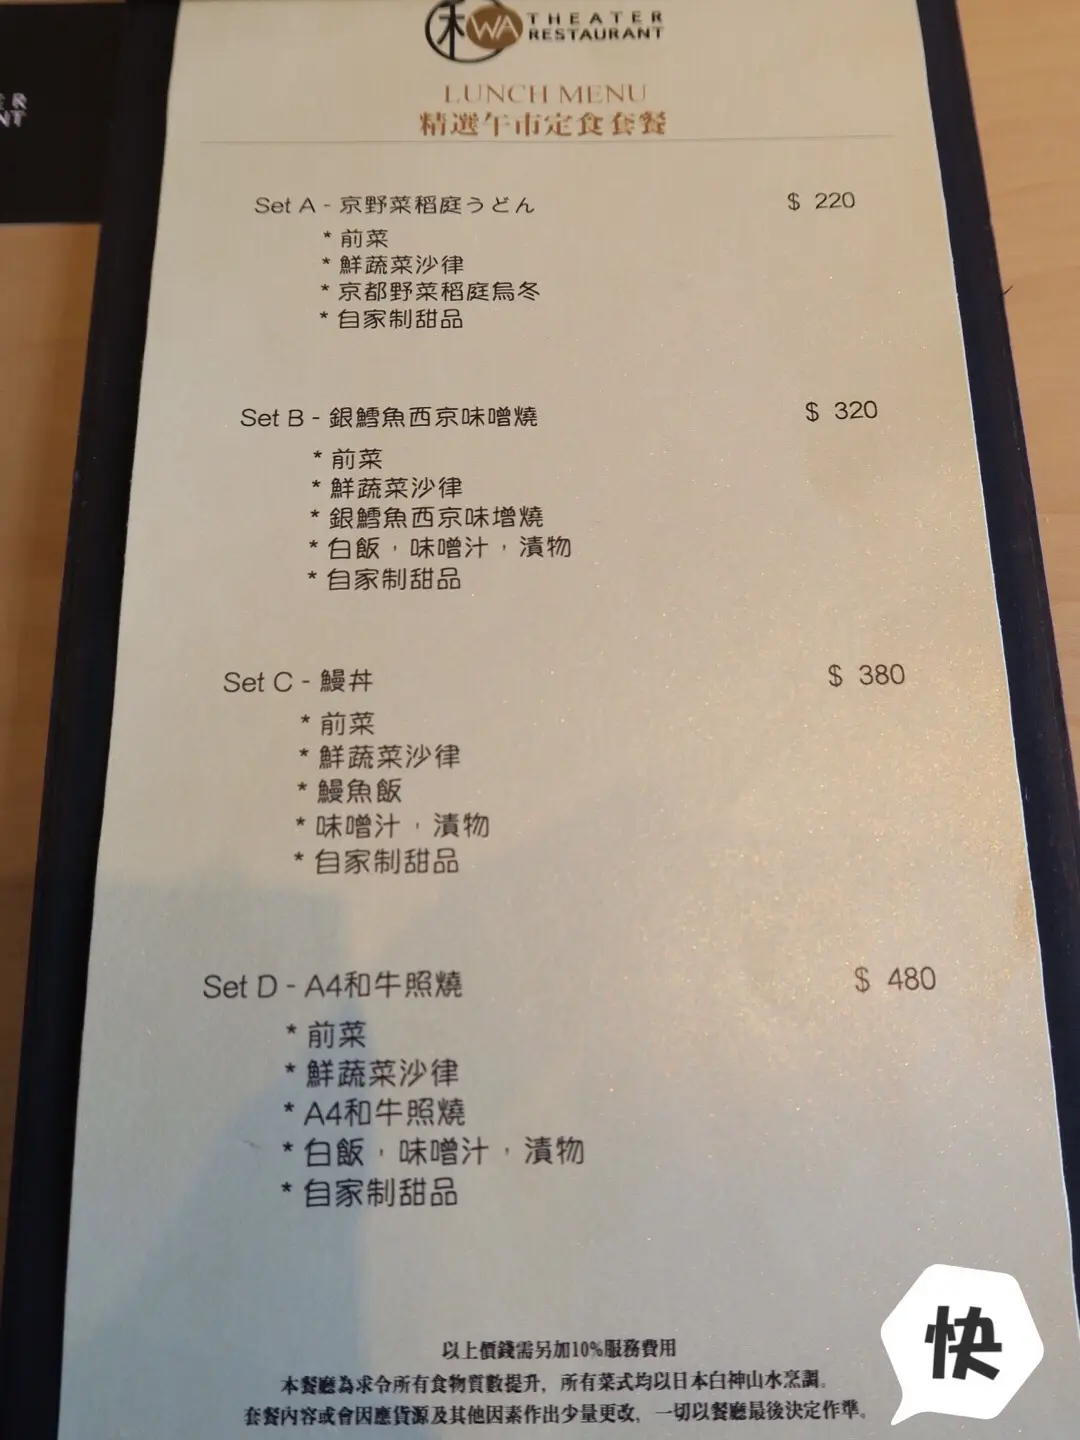 和WA THEATER
RESTAURANT
LUNCH MENU
精選午市定食套餐
Set A - 京野菜稻庭うどん $ 220
* 前菜
* 鮮蔬菜沙律
* 京都野菜稻庭烏冬
* 自家制甜品
Set B - 銀鱈魚西京味噌燒 $ 320
* 前菜
* 鮮蔬菜沙律
* 銀鱈魚西京味增燒
* 白飯，味噌汁，漬物
* 自家制甜品
Set C - 鰻丼 $ 380
* 前菜
* 鮮蔬菜沙律
* 鰻魚飯
* 味噌汁，漬物
* 自家制甜品
Set D - A4和牛照燒 $ 480
* 前菜
* 鮮蔬菜沙律
* A4和牛照燒
* 白飯，味噌汁，漬物
* 自家制甜品
以上價錢需另加10%服務費用
本餐廳為求令所有食物質數提升，所有菜式均以日本白神山水烹調。
套餐內容或會因應貨源及其他因素作出少量更改，一切以餐廳最後決定作準。
快